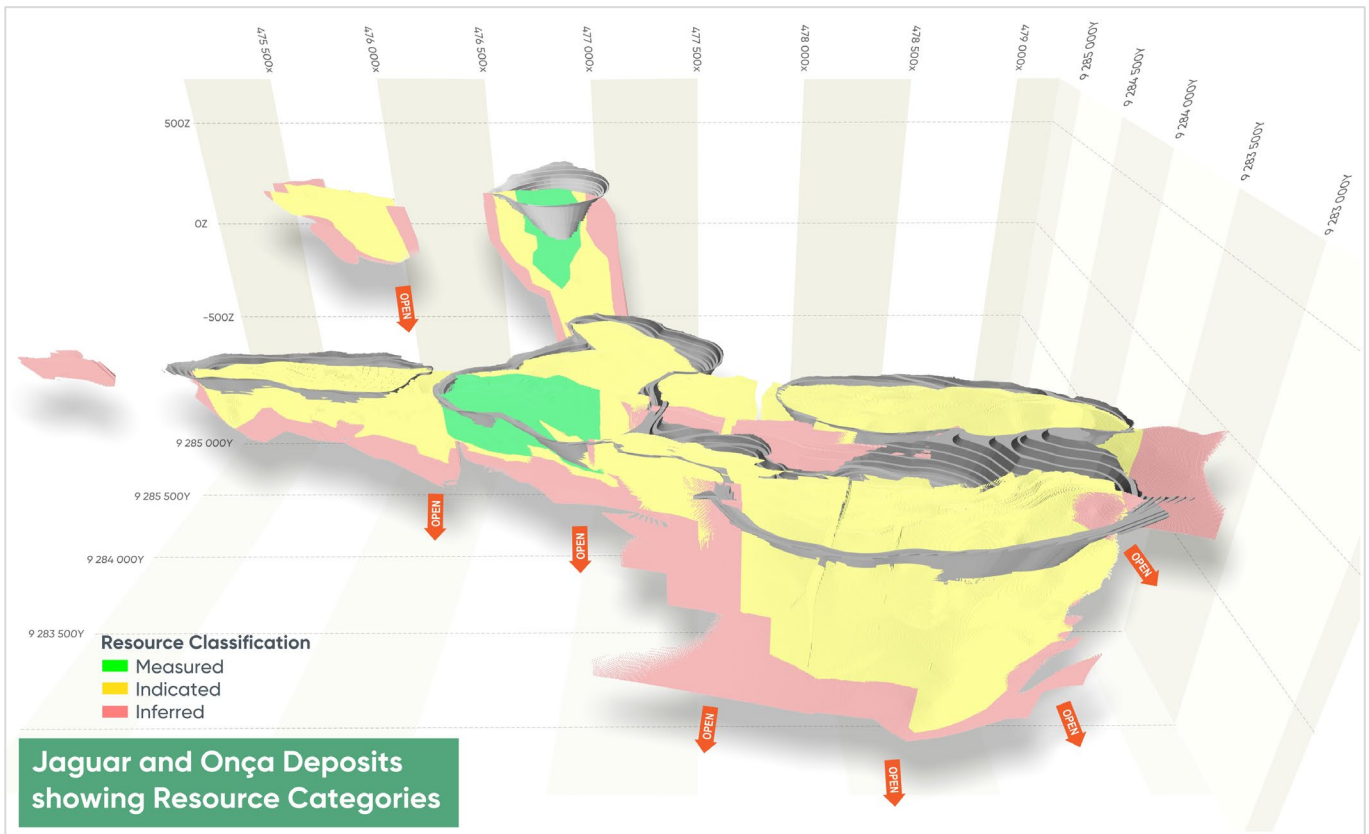 475 500X
476 000X
476 500X
477 000X
477 500X
478 000X
478 500X
479 000X
9 285 000Y
9 284 500Y
9 284 000Y
9 283 500Y
9 283 000Y
500Z
0Z
-500Z
9 285 000Y
9 285 500Y
9 284 000Y
9 283 500Y
OPEN
OPEN
OPEN
OPEN
OPEN
OPEN
OPEN
Resource Classification
Measured
Indicated
Inferred
Jaguar and Onça Deposits
showing Resource Categories